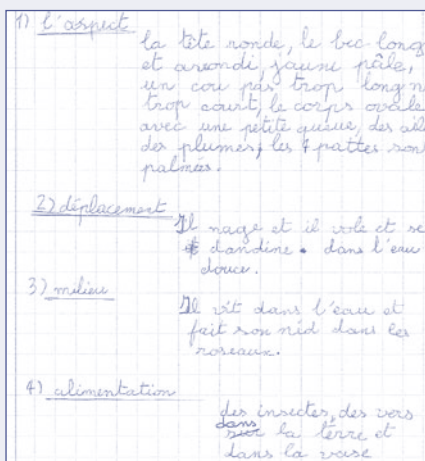 1) l'aspect
la tête ronde, le bec long
et arrondi, jaune pâle,
un cou pas trop long n
trop court, le corps ovale
avec une petite queue, des ail
des plumes; les 4 pattes sont
palmées.
2) déplacement
Il nage et il vole et se
dandine. dans l'eau
douce.
3) milieu
Il vit dans l'eau et
fait son nid dans les
roseaux.
4) alimentation
des insectes, des vers
dans
sur la terre et
dans la vase